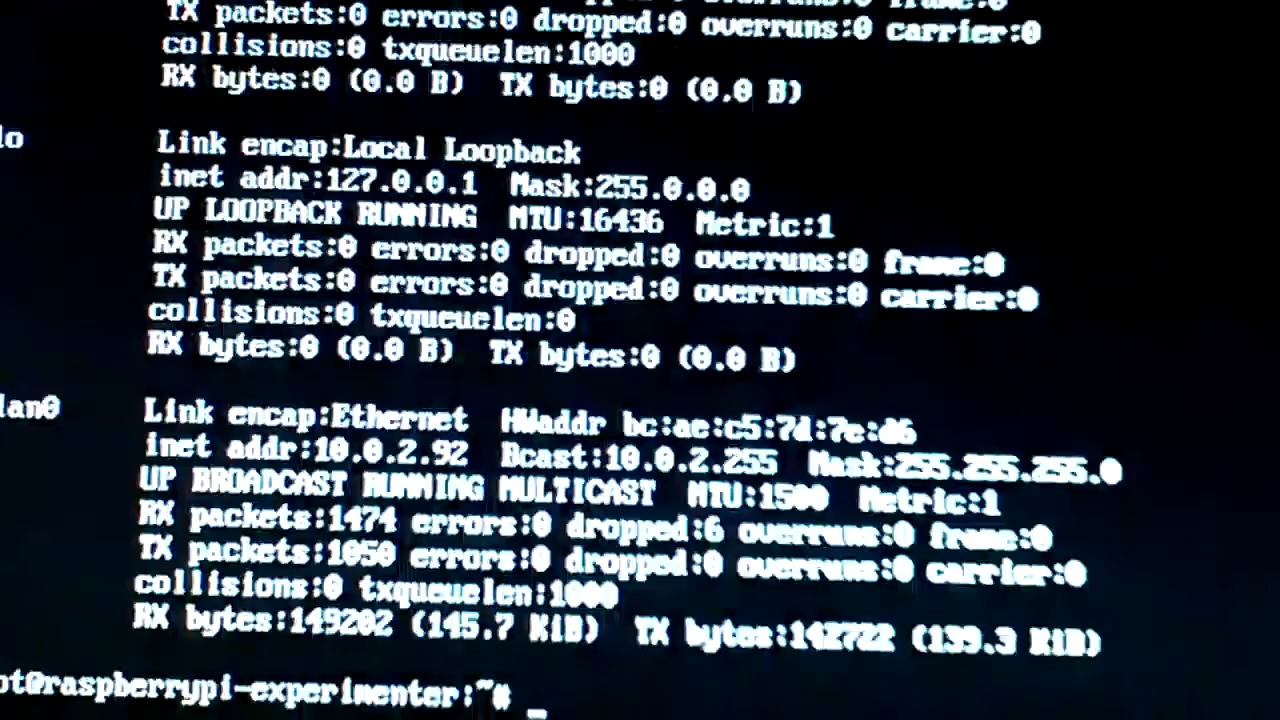 TX packets:0 errors:0 dropped:0 overruns:0 carrier:0
collisions:0 txqueuelen:1000
RX bytes:0 (0.0 B) TX bytes:0 (0.0 B)
lo Link encap:Local Loopback
inet addr:127.0.0.1 Mask:255.0.0.0
UP LOOPBACK RUNNING MTU:16436 Metric:1
RX packets:0 errors:0 dropped:0 overruns:0 frame:0
TX packets:0 errors:0 dropped:0 overruns:0 carrier:0
collisions:0 txqueuelen:0
RX bytes:0 (0.0 B) TX bytes:0 (0.0 B)
lan0 Link encap:Ethernet HWaddr bc:ae:c5:7d:7e:d6
inet addr:10.0.2.92 Bcast:10.0.2.255 Mask:255.255.255.0
UP BROADCAST RUNNING MULTICAST MTU:1500 Metric:1
RX packets:1474 errors:0 dropped:6 overruns:0 frame:0
TX packets:1050 errors:0 dropped:0 overruns:0 carrier:0
collisions:0 txqueuelen:1000
RX bytes:149202 (145.7 KiB) TX bytes:142722 (139.3 KiB)
ot@raspberrypi-experimenter:~# _